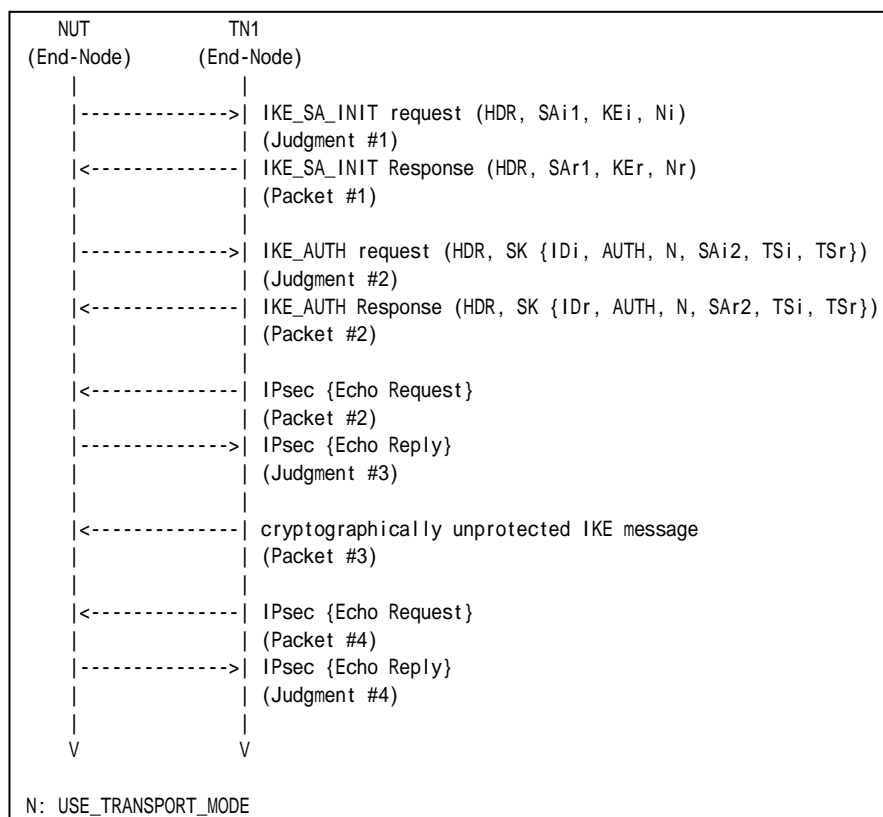 NUT TN1
(End-Node) (End-Node)
| |
|-------------->| IKE_SA_INIT request (HDR, SAi1, KEi, Ni)
| | (Judgment #1)
|<--------------| IKE_SA_INIT Response (HDR, SAr1, KEr, Nr)
| | (Packet #1)
| |
|-------------->| IKE_AUTH request (HDR, SK {IDi, AUTH, N, SAi2, TSi, TSr})
| | (Judgment #2)
|<--------------| IKE_AUTH Response (HDR, SK {IDr, AUTH, N, SAr2, TSi, TSr})
| | (Packet #2)
| |
|<--------------| IPsec {Echo Request}
| | (Packet #2)
|-------------->| IPsec {Echo Reply}
| | (Judgment #3)
| |
|<--------------| cryptographically unprotected IKE message
| | (Packet #3)
| |
|<--------------| IPsec {Echo Request}
| | (Packet #4)
|-------------->| IPsec {Echo Reply}
| | (Judgment #4)
| |
V V
N: USE_TRANSPORT_MODE